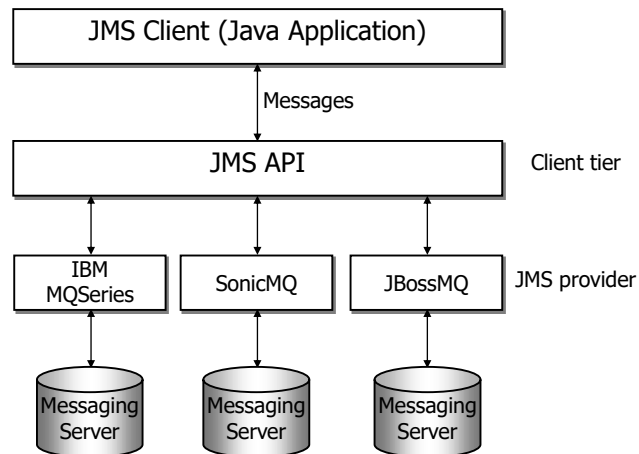 JMS Client (Java Application)
Messages
JMS API
Client tier
IBM
MQSeries
SonicMQ
JBossMQ
JMS provider
Messaging
Server
Messaging
Server
Messaging
Server